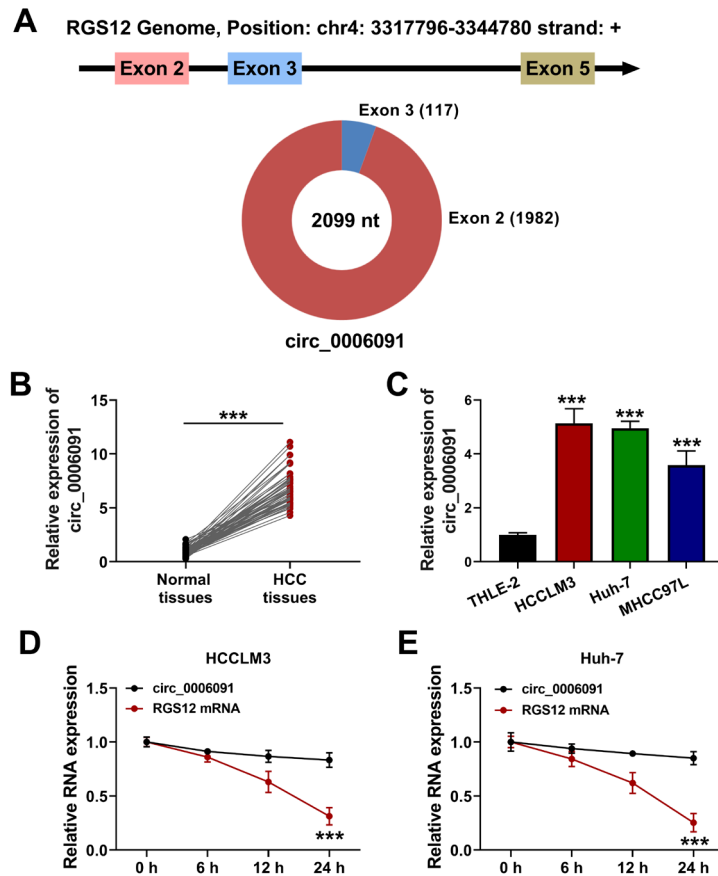 A
RGS12 Genome, Position: chr4: 3317796-3344780 strand: +
Exon 2
Exon 3
Exon 5
Exon 3 (117)
2099 nt
Exon 2 (1982)
circ_0006091
B
Relative expression of
circ_0006091
15
10
5
0
***
Normal
tissues
HCC
tissues
C
Relative expression of
circ_0006091
6
4
2
0
***
***
***
THLE-2
HCCLM3
Huh-7
MHCC97L
D
HCCLM3
Relative RNA expression
1.5
1.0
0.5
0.0
circ_0006091
RGS12 mRNA
***
0 h
6 h
12 h
24 h
E
Huh-7
Relative RNA expression
1.5
1.0
0.5
0.0
circ_0006091
RGS12 mRNA
***
0 h
6 h
12 h
24 h